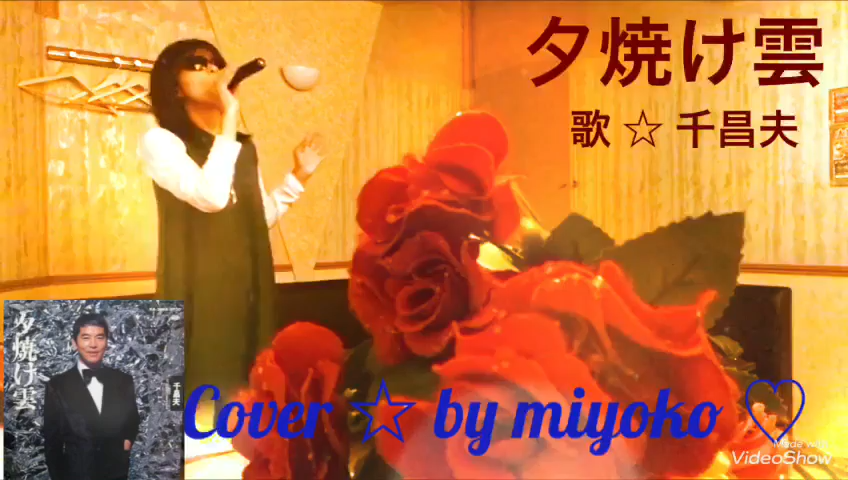 夕焼け雲
歌 ☆ 千昌夫
夕焼け雲
千昌夫
Cover ☆ by miyoko ♡
Made with
VideoShow